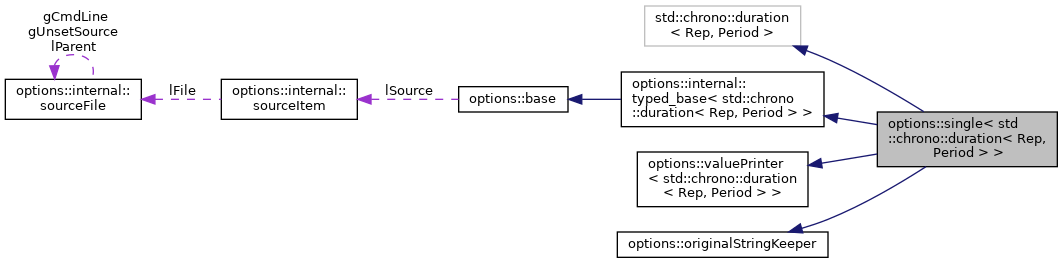 gCmdLine
gUnsetSource
lParent
options::internal::
sourceFile
lFile
options::internal::
sourceItem
lSource
options::base
std::chrono::duration
< Rep, Period >
options::internal::
typed_base< std::chrono
::duration< Rep, Period > >
options::valuePrinter
< std::chrono::duration
< Rep, Period > >
options::originalStringKeeper
options::single< std
::chrono::duration< Rep,
Period > >